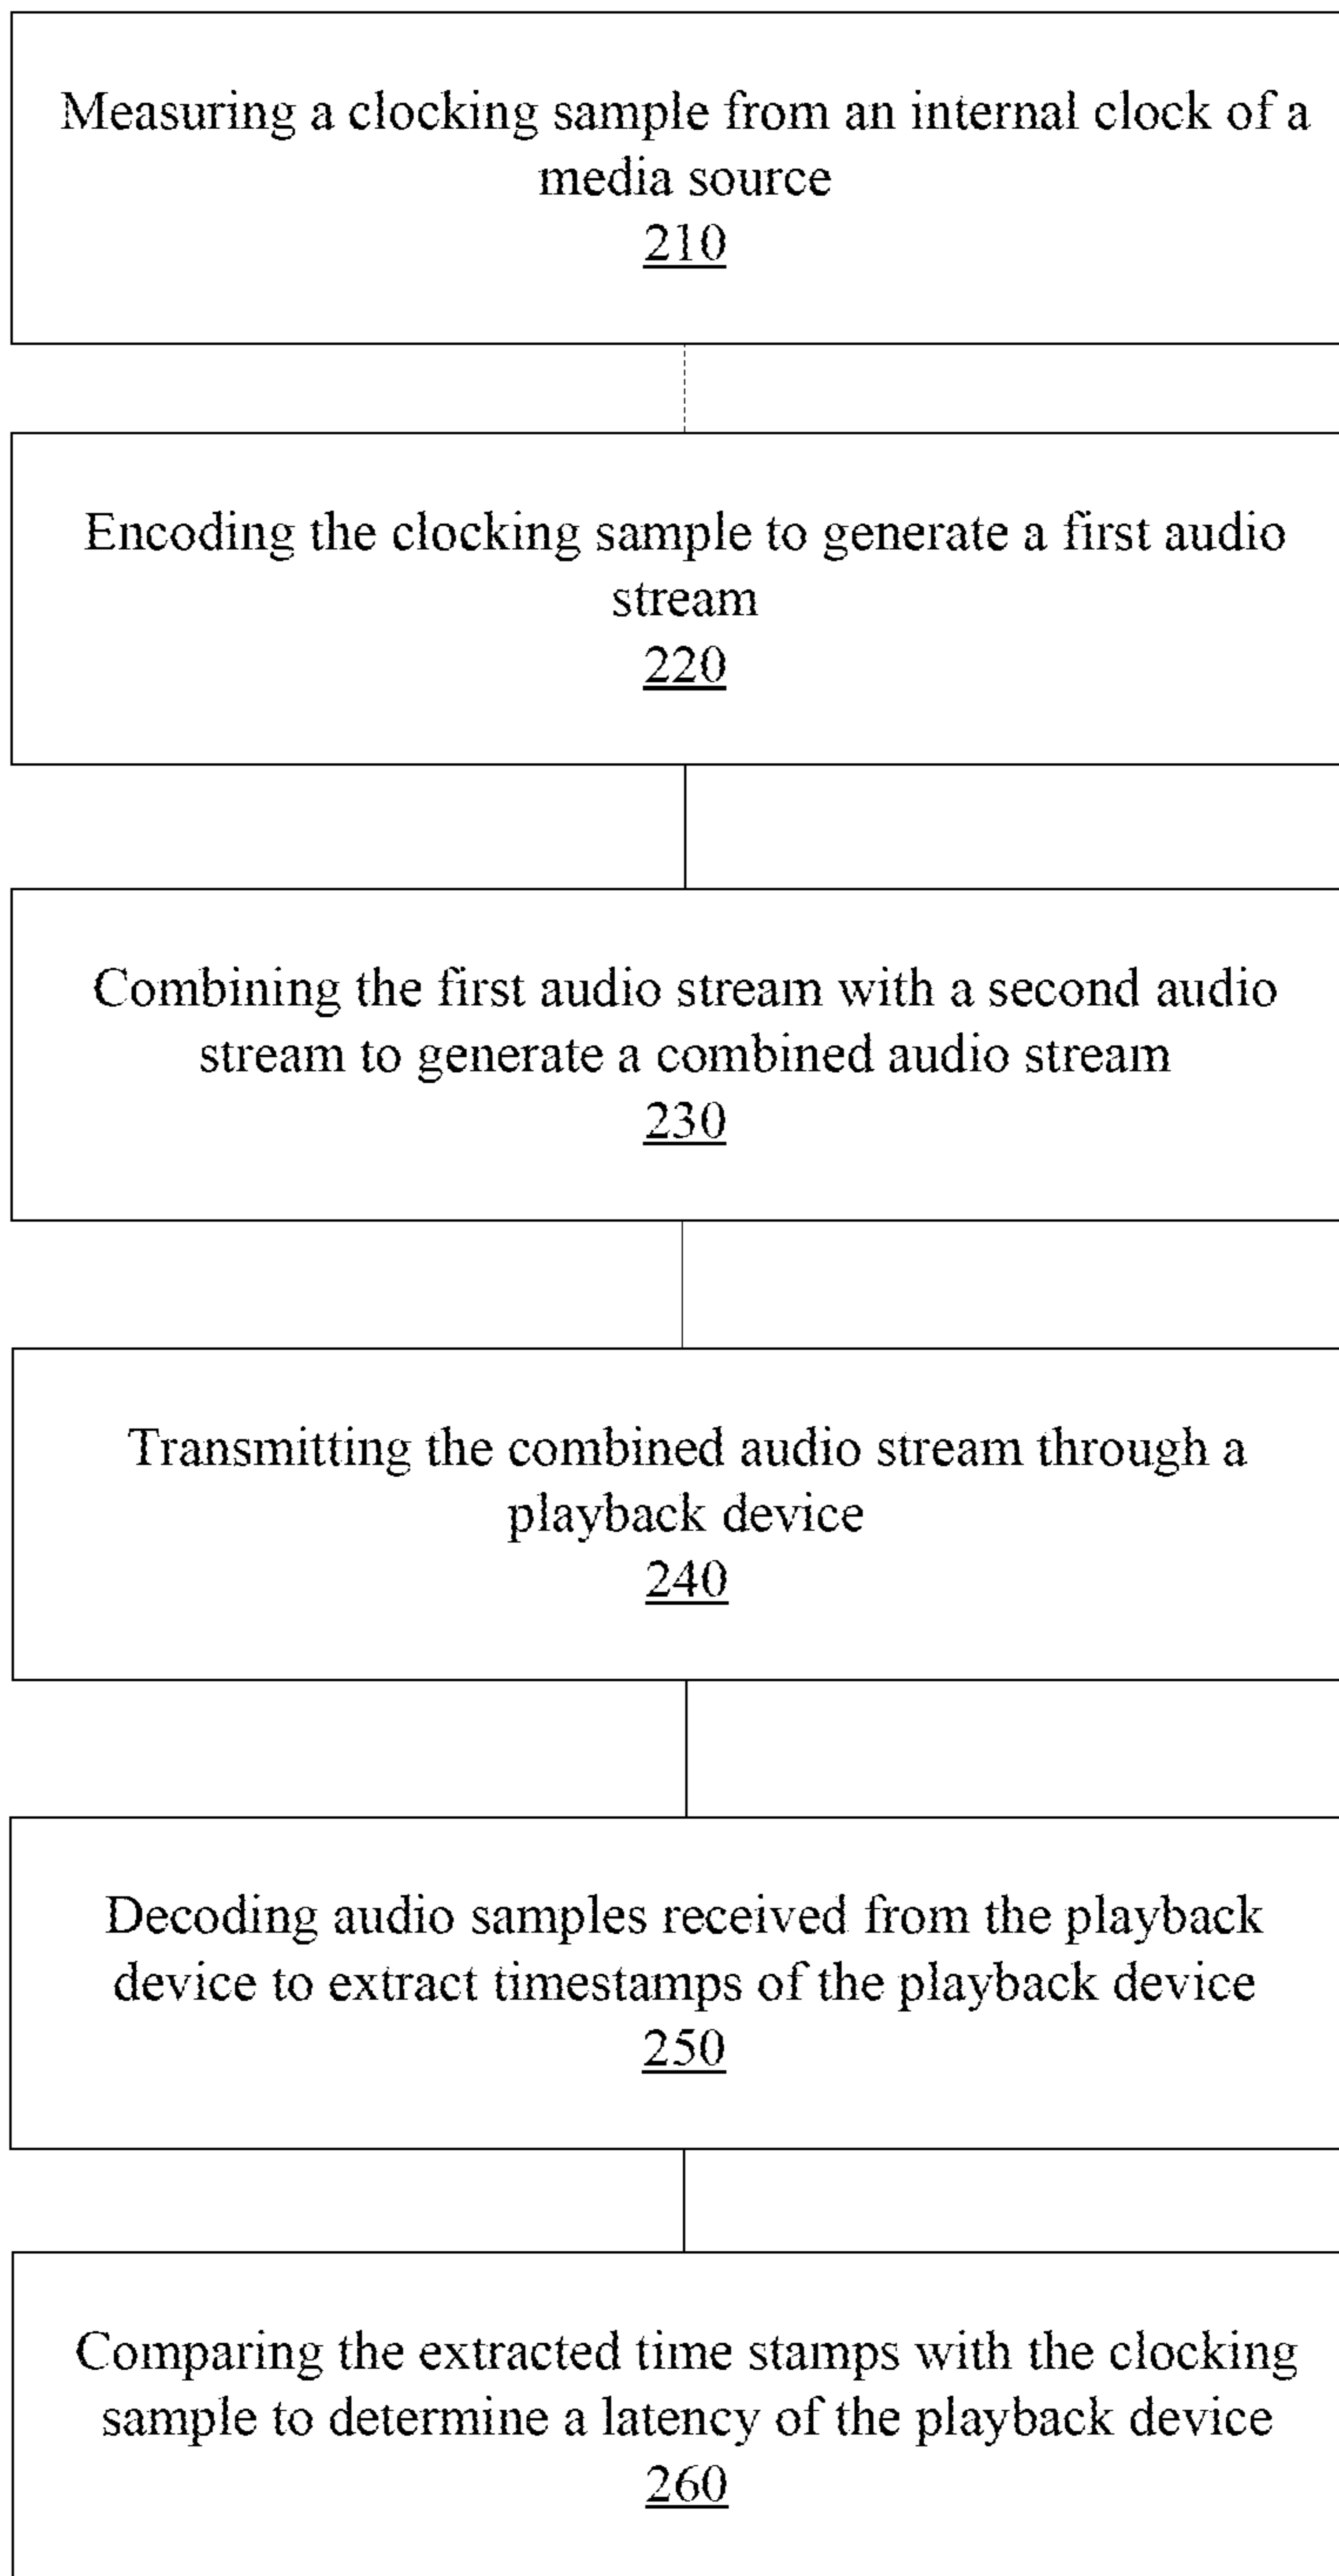 Measuring a clocking sample from an internal clock of a
media source
210
Encoding the clocking sample to generate a first audio
stream
220
Combining the first audio stream with a second audio
stream to generate a combined audio stream
230
Transmitting the combined audio stream through a
playback device
240
Decoding audio samples received from the playback
device to extract timestamps of the playback device
250
Comparing the extracted time stamps with the clocking
sample to determine a latency of the playback device
260